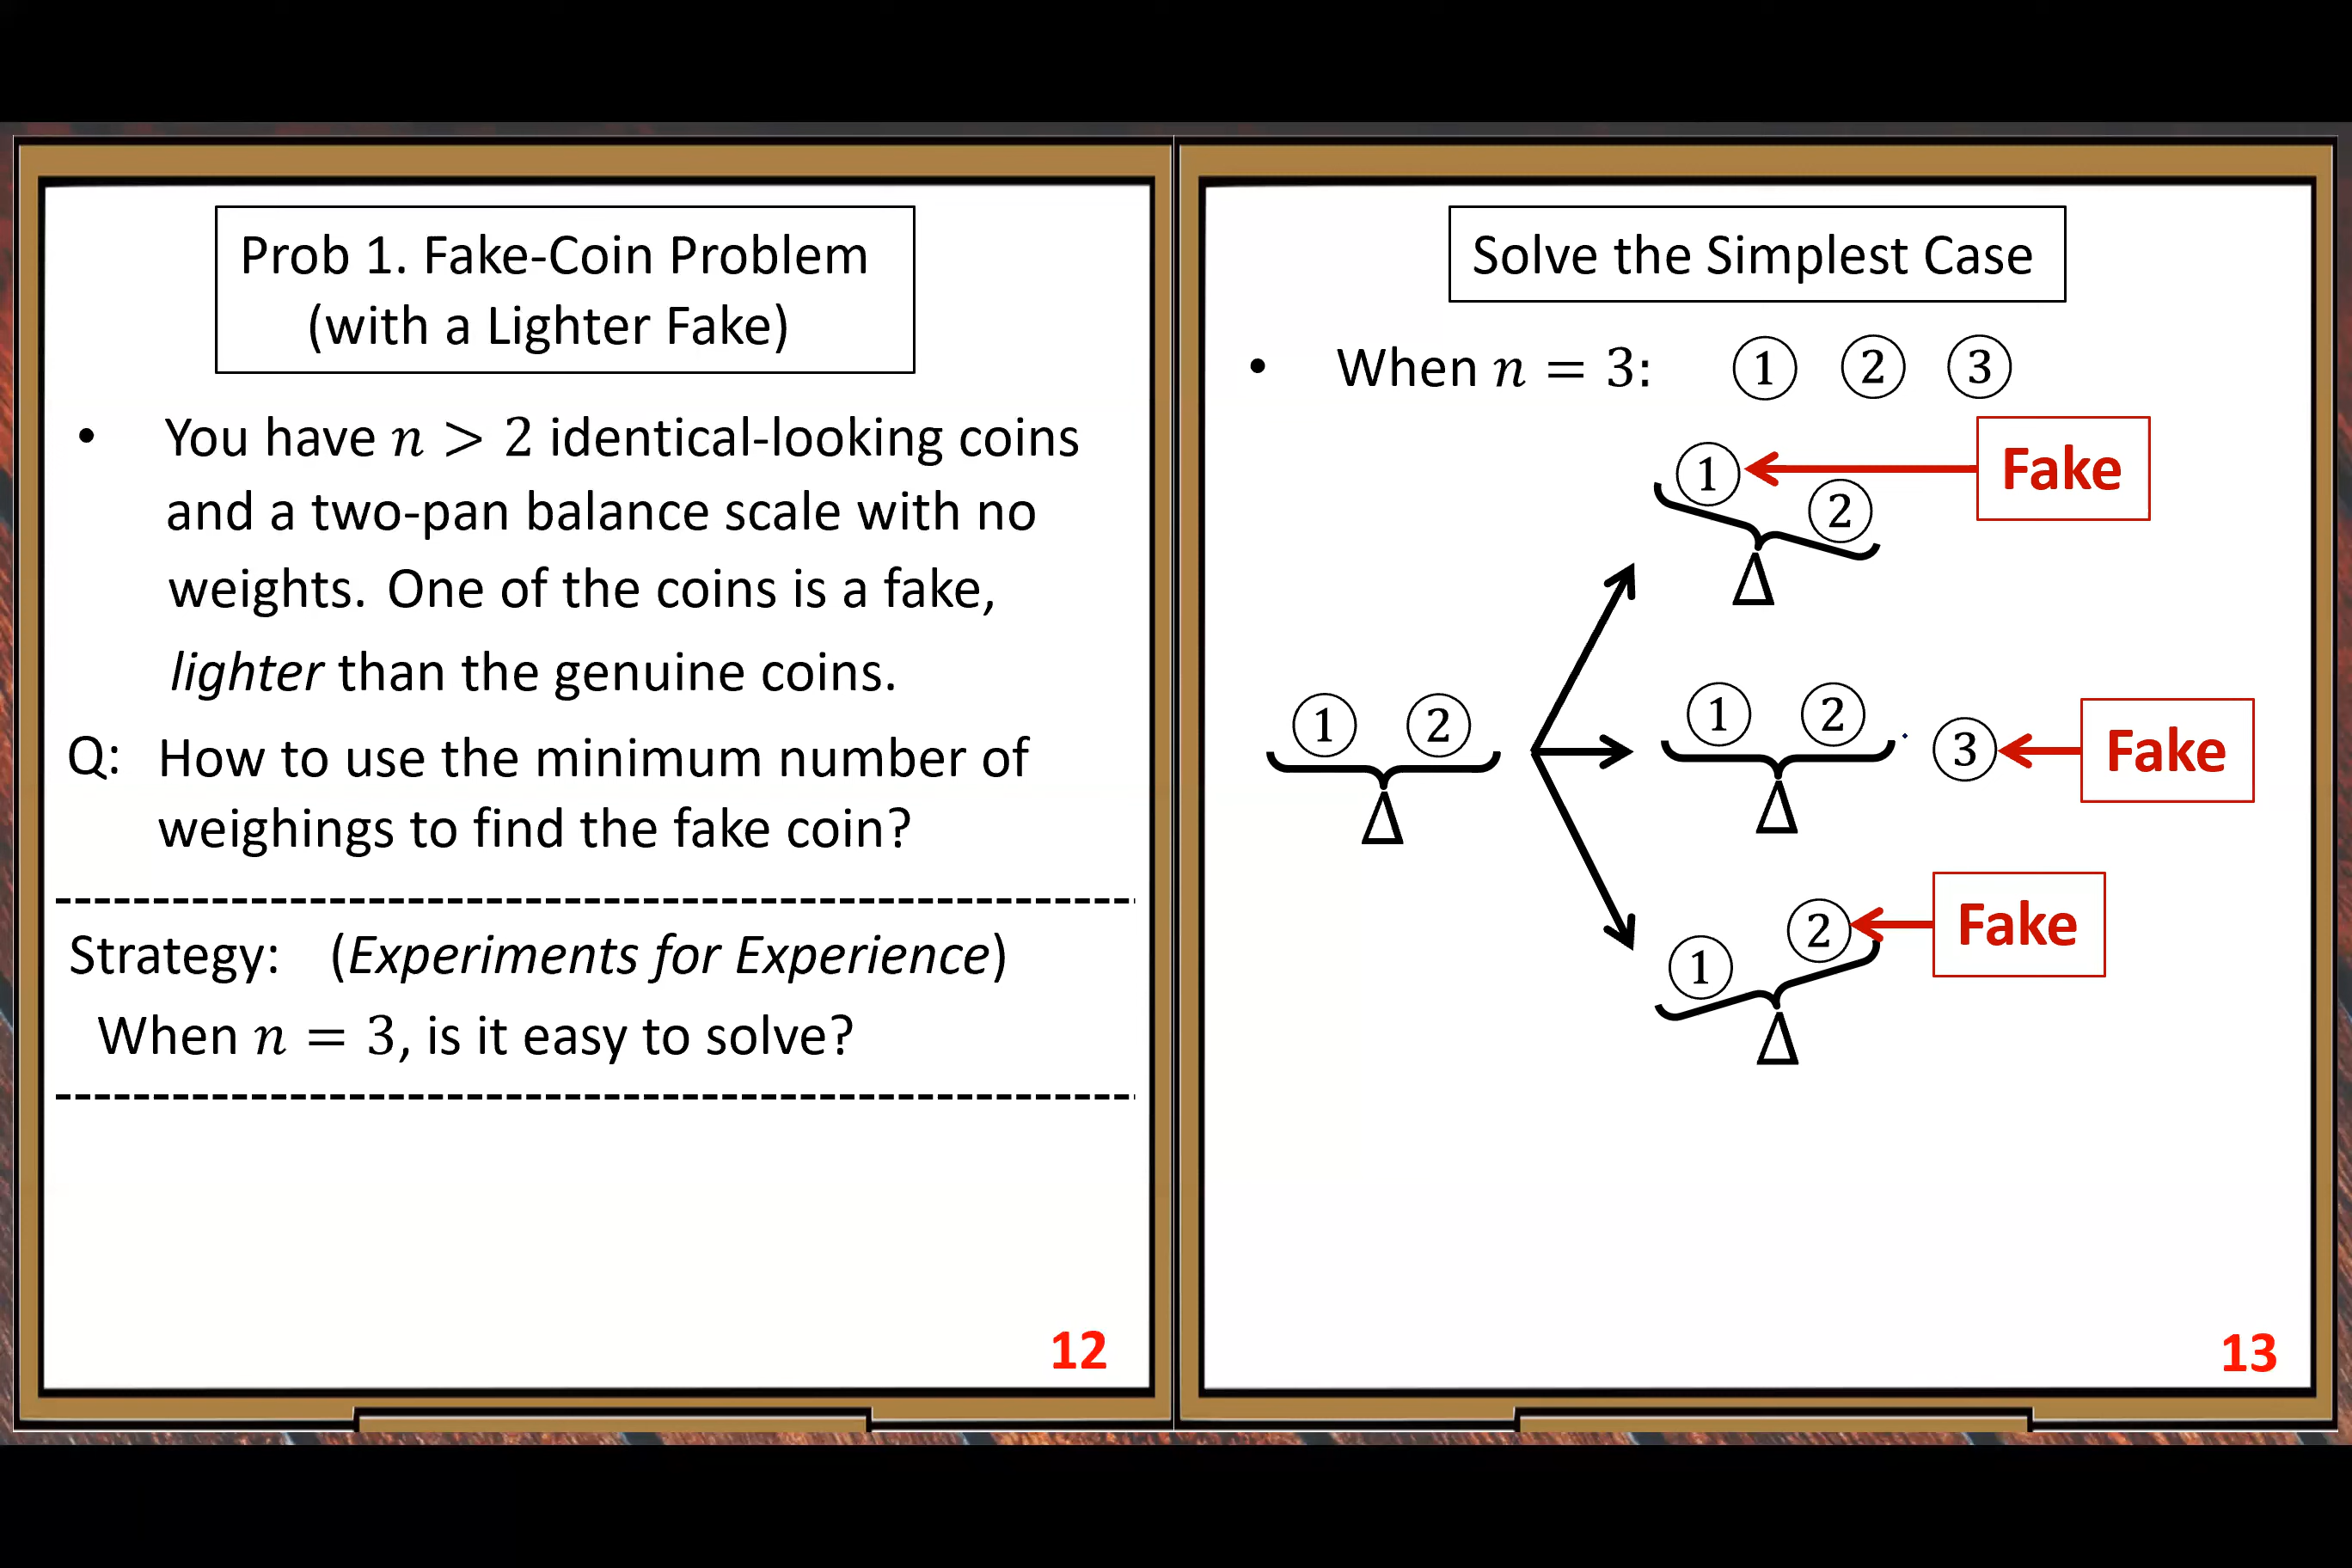 Prob 1. Fake-Coin Problem
(with a Lighter Fake)
• You have n > 2 identical-looking coins
and a two-pan balance scale with no
weights. One of the coins is a fake,
lighter than the genuine coins.
Q: How to use the minimum number of
weighings to find the fake coin?
Strategy: (Experiments for Experience)
When n = 3, is it easy to solve?
12
Solve the Simplest Case
• When n = 3: 1 2 3
1 Fake
2
1 2
1 2 3 Fake
2 Fake
1
13